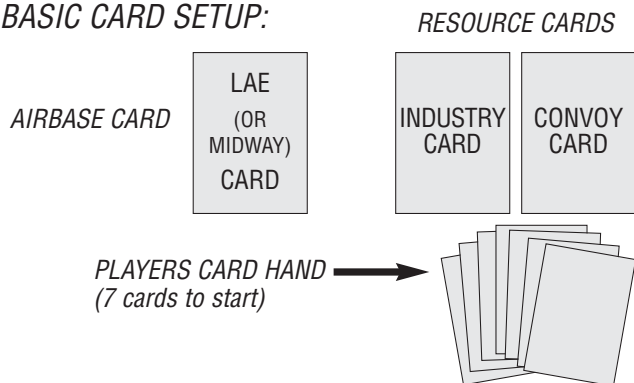 BASIC CARD SETUP:
RESOURCE CARDS
AIRBASE CARD
LAE
(OR
MIDWAY)
CARD
INDUSTRY
CARD
CONVOY
CARD
PLAYERS CARD HAND
(7 cards to start)